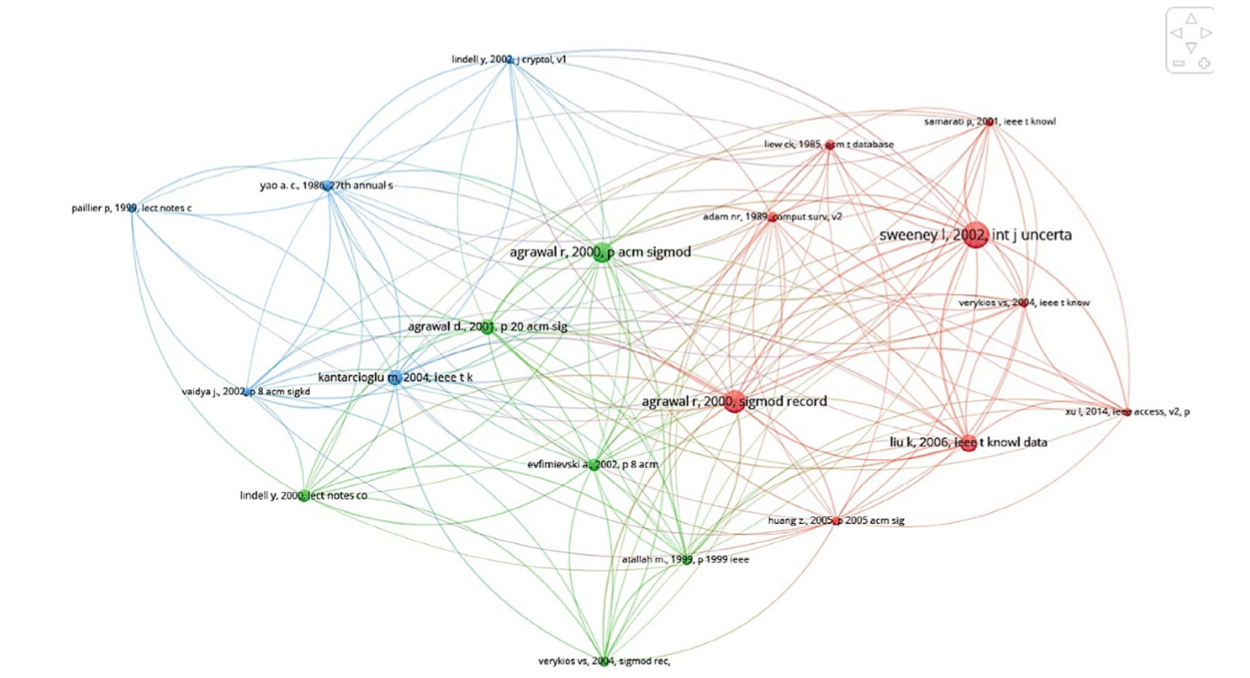 lindell y, 2002, j cryptol, v1
samarati p, 2001, ieee t knowl
liew ck, 1985, acm t database
yao a. c., 1986, 27th annual s
paillier p, 1999, lect notes c
adam nr, 1989, comput surv, v2
sweeney l, 2002, int j uncerta
agrawal r, 2000, p acm sigmod
verykios vs, 2004, ieee t know
agrawal d., 2001, p 20 acm sig
kantarcioglu m, 2004, ieee t k
vaidya j., 2002, p 8 acm sigkd
agrawal r, 2000, sigmod record
xu l, 2014, ieee access, v2, p
liu k, 2006, ieee t knowl data
evfimievski a., 2002, p 8 acm
lindell y, 2000, lect notes co
huang z., 2005, p 2005 acm sig
atallah m., 1999, p 1999 ieee
verykios vs, 2004, sigmod rec,